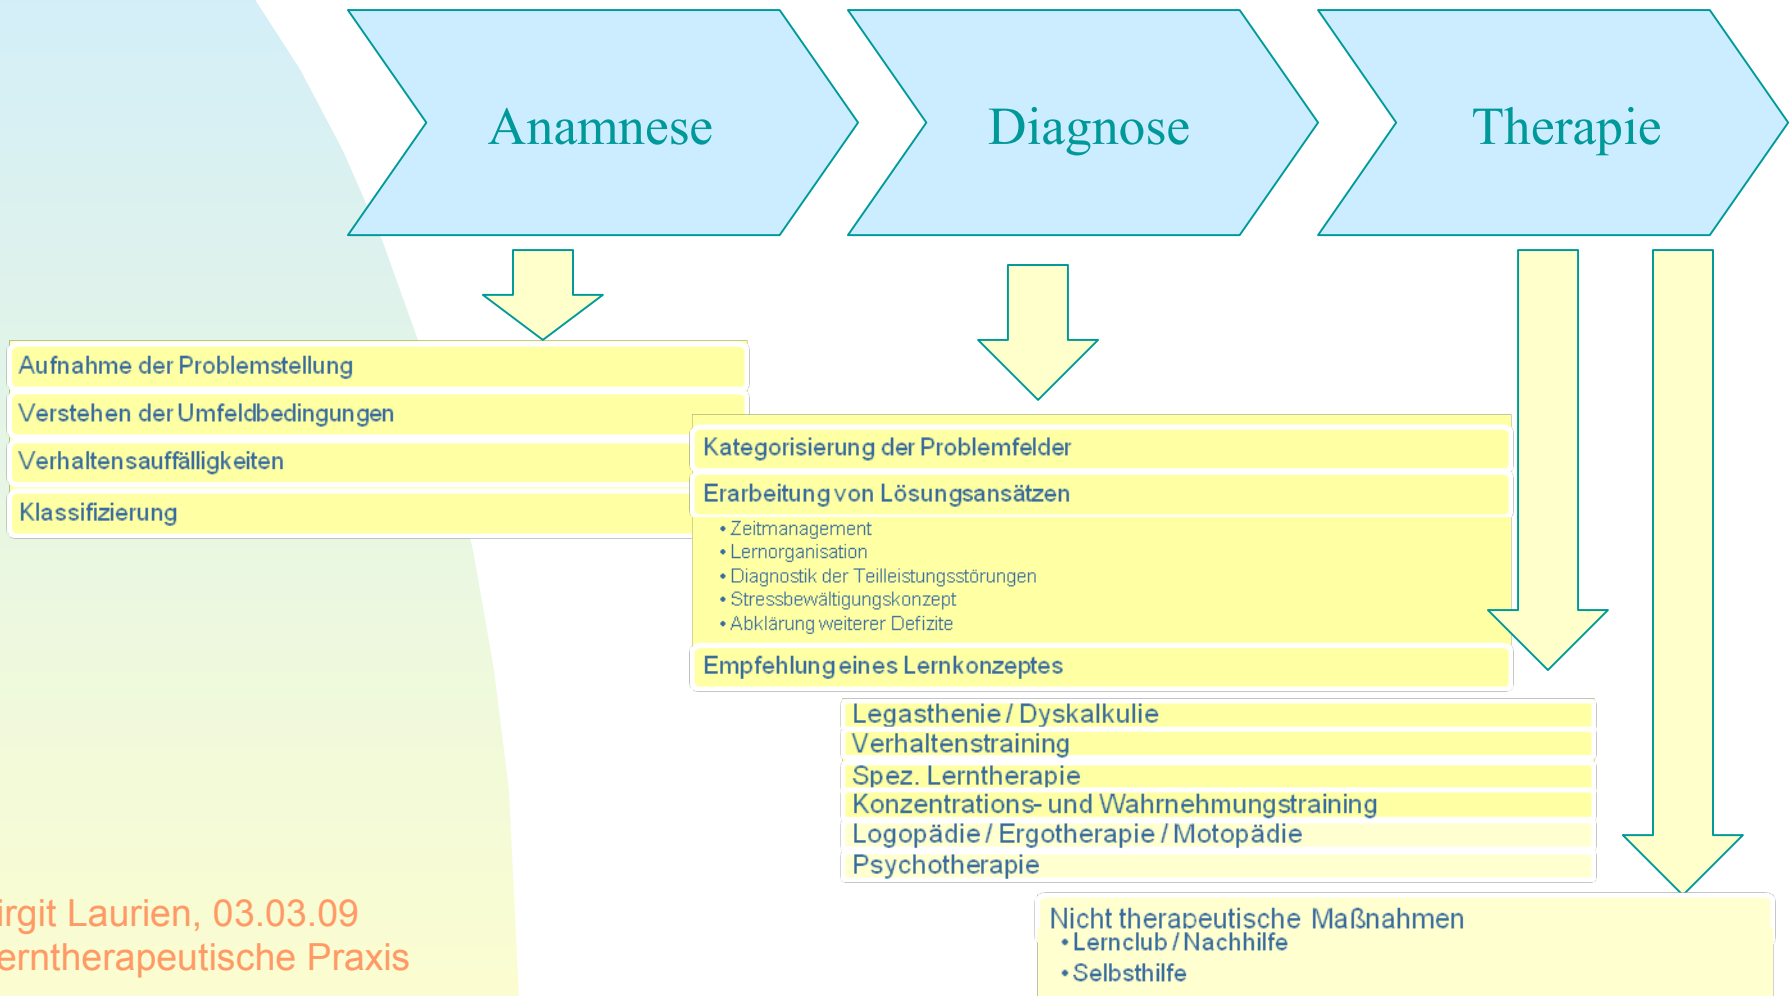 Anamnese
Diagnose
Therapie
Aufnahme der Problemstellung
Verstehen der Umfeldbedingungen
Verhaltensauffälligkeiten
Klassifizierung
Kategorisierung der Problemfelder
Erarbeitung von Lösungsansätzen
• Zeitmanagement
• Lernorganisation
• Diagnostik der Teilleistungsstörungen
• Stressbewältigungskonzept
• Abklärung weiterer Defizite
Empfehlung eines Lernkonzeptes
Legasthenie / Dyskalkulie
Verhaltenstraining
Spez. Lerntherapie
Konzentrations- und Wahrnehmungstraining
Logopädie / Ergotherapie / Motopädie
Psychotherapie
Nicht therapeutische Maßnahmen
• Lernclub / Nachhilfe
• Selbsthilfe
irgit Laurien, 03.03.09
erntherapeutische Praxis